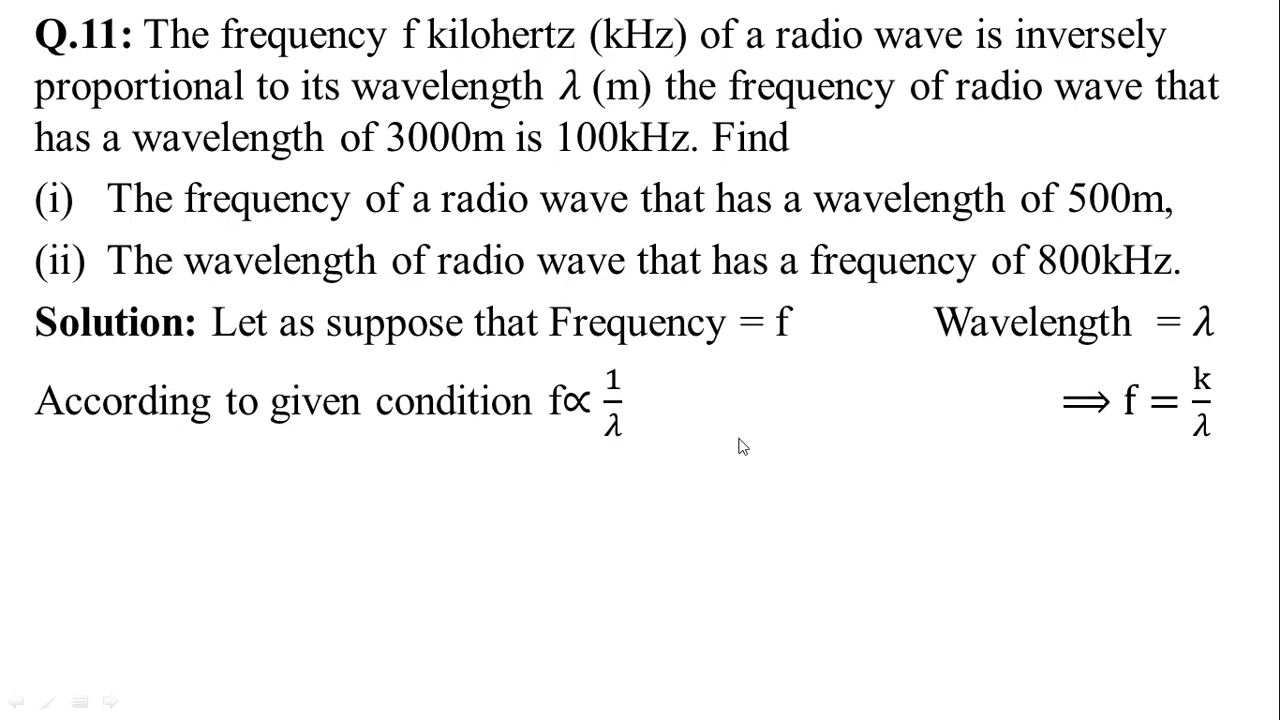 Q.11: The frequency f kilohertz (kHz) of a radio wave is inversely
proportional to its wavelength λ (m) the frequency of radio wave that
has a wavelength of 3000m is 100kHz. Find
(i) The frequency of a radio wave that has a wavelength of 500m,
(ii) The wavelength of radio wave that has a frequency of 800kHz.
Solution: Let as suppose that Frequency = f Wavelength = λ
According to given condition f∝ 1/λ ⟹ f = k/λ